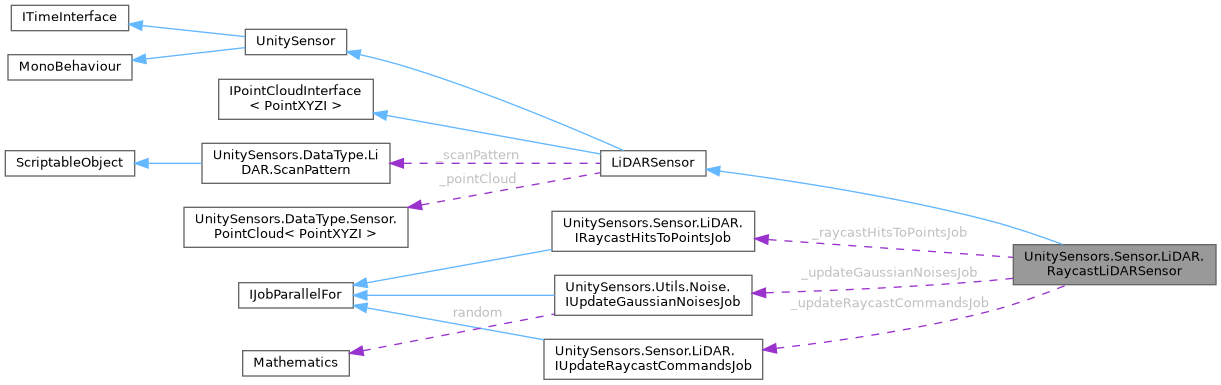 ITimeInterface
UnitySensor
MonoBehaviour
IPointCloudInterface
< PointXYZI >
UnitySensors.DataType.Li
DAR.ScanPattern
ScriptableObject
_scanPattern
LiDARSensor
_pointCloud
UnitySensors.DataType.Sensor.
PointCloud< PointXYZI >
UnitySensors.Sensor.LiDAR.
IRaycastHitsToPointsJob
_raycastHitsToPointsJob
UnitySensors.Sensor.LiDAR.
RaycastLiDARSensor
_updateGaussianNoisesJob
UnitySensors.Utils.Noise.
IUpdateGaussianNoisesJob
IJobParallelFor
_updateRaycastCommandsJob
random
UnitySensors.Sensor.LiDAR.
IUpdateRaycastCommandsJob
Mathematics